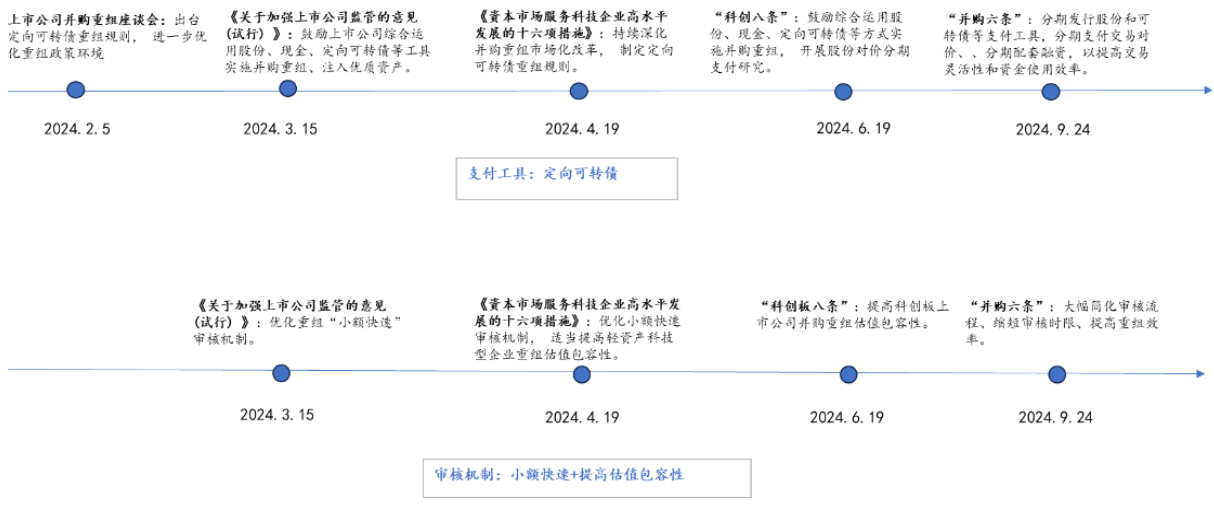 上市公司并购重组座谈会：出台
定向可转债重组规则， 进一步优
化重组政策环境
《关于加强上市公司监管的意见
(试行) 》：鼓励上市公司综合运
用股份、现金、定向可转债等工具
实施并购重组、注入优质资产。
《资本市场服务科技企业高水平
发展的十六项措施》：持续深化
并购重组市场化改革， 制定定向
可转债重组规则。
“科创八条”：鼓励综合运用股
份、现金、定向可转债等方式实
施并购重组， 开展股份对价分期
支付研究。
“并购六条”：分期发行股份和可
转债等支付工具，分期支付交易对
价、、分期配套融资，以提高交易
灵活性和资金使用效率。
2024. 2. 5
2024. 3. 15
2024. 4. 19
2024. 6. 19
2024. 9. 24
支付工具：定向可转债
《关于加强上市公司监管的意见
(试行) 》：优化重组“小额快速”
审核机制。
《资本市场服务科技企业高水平发
展的十六项措施》：优化小额快速
审核机制， 适当提高轻资产科技
型企业重组估值包容性。
“科创板八条”：提高科创板上
市公司并购重组估值包容性。
“并购六条”：大幅简化审核流
程、缩短审核时限、提高重组效
率。
2024. 3. 15
2024. 4. 19
2024. 6. 19
2024. 9. 24
审核机制：小额快速+提高估值包容性